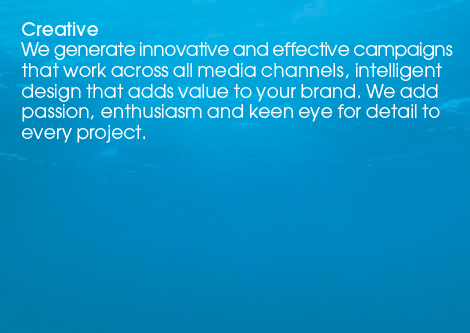 Creative
We generate innovative and effective campaigns
that work across all media channels, intelligent
design that adds value to your brand. We add
passion, enthusiasm and keen eye for detail to
every project.